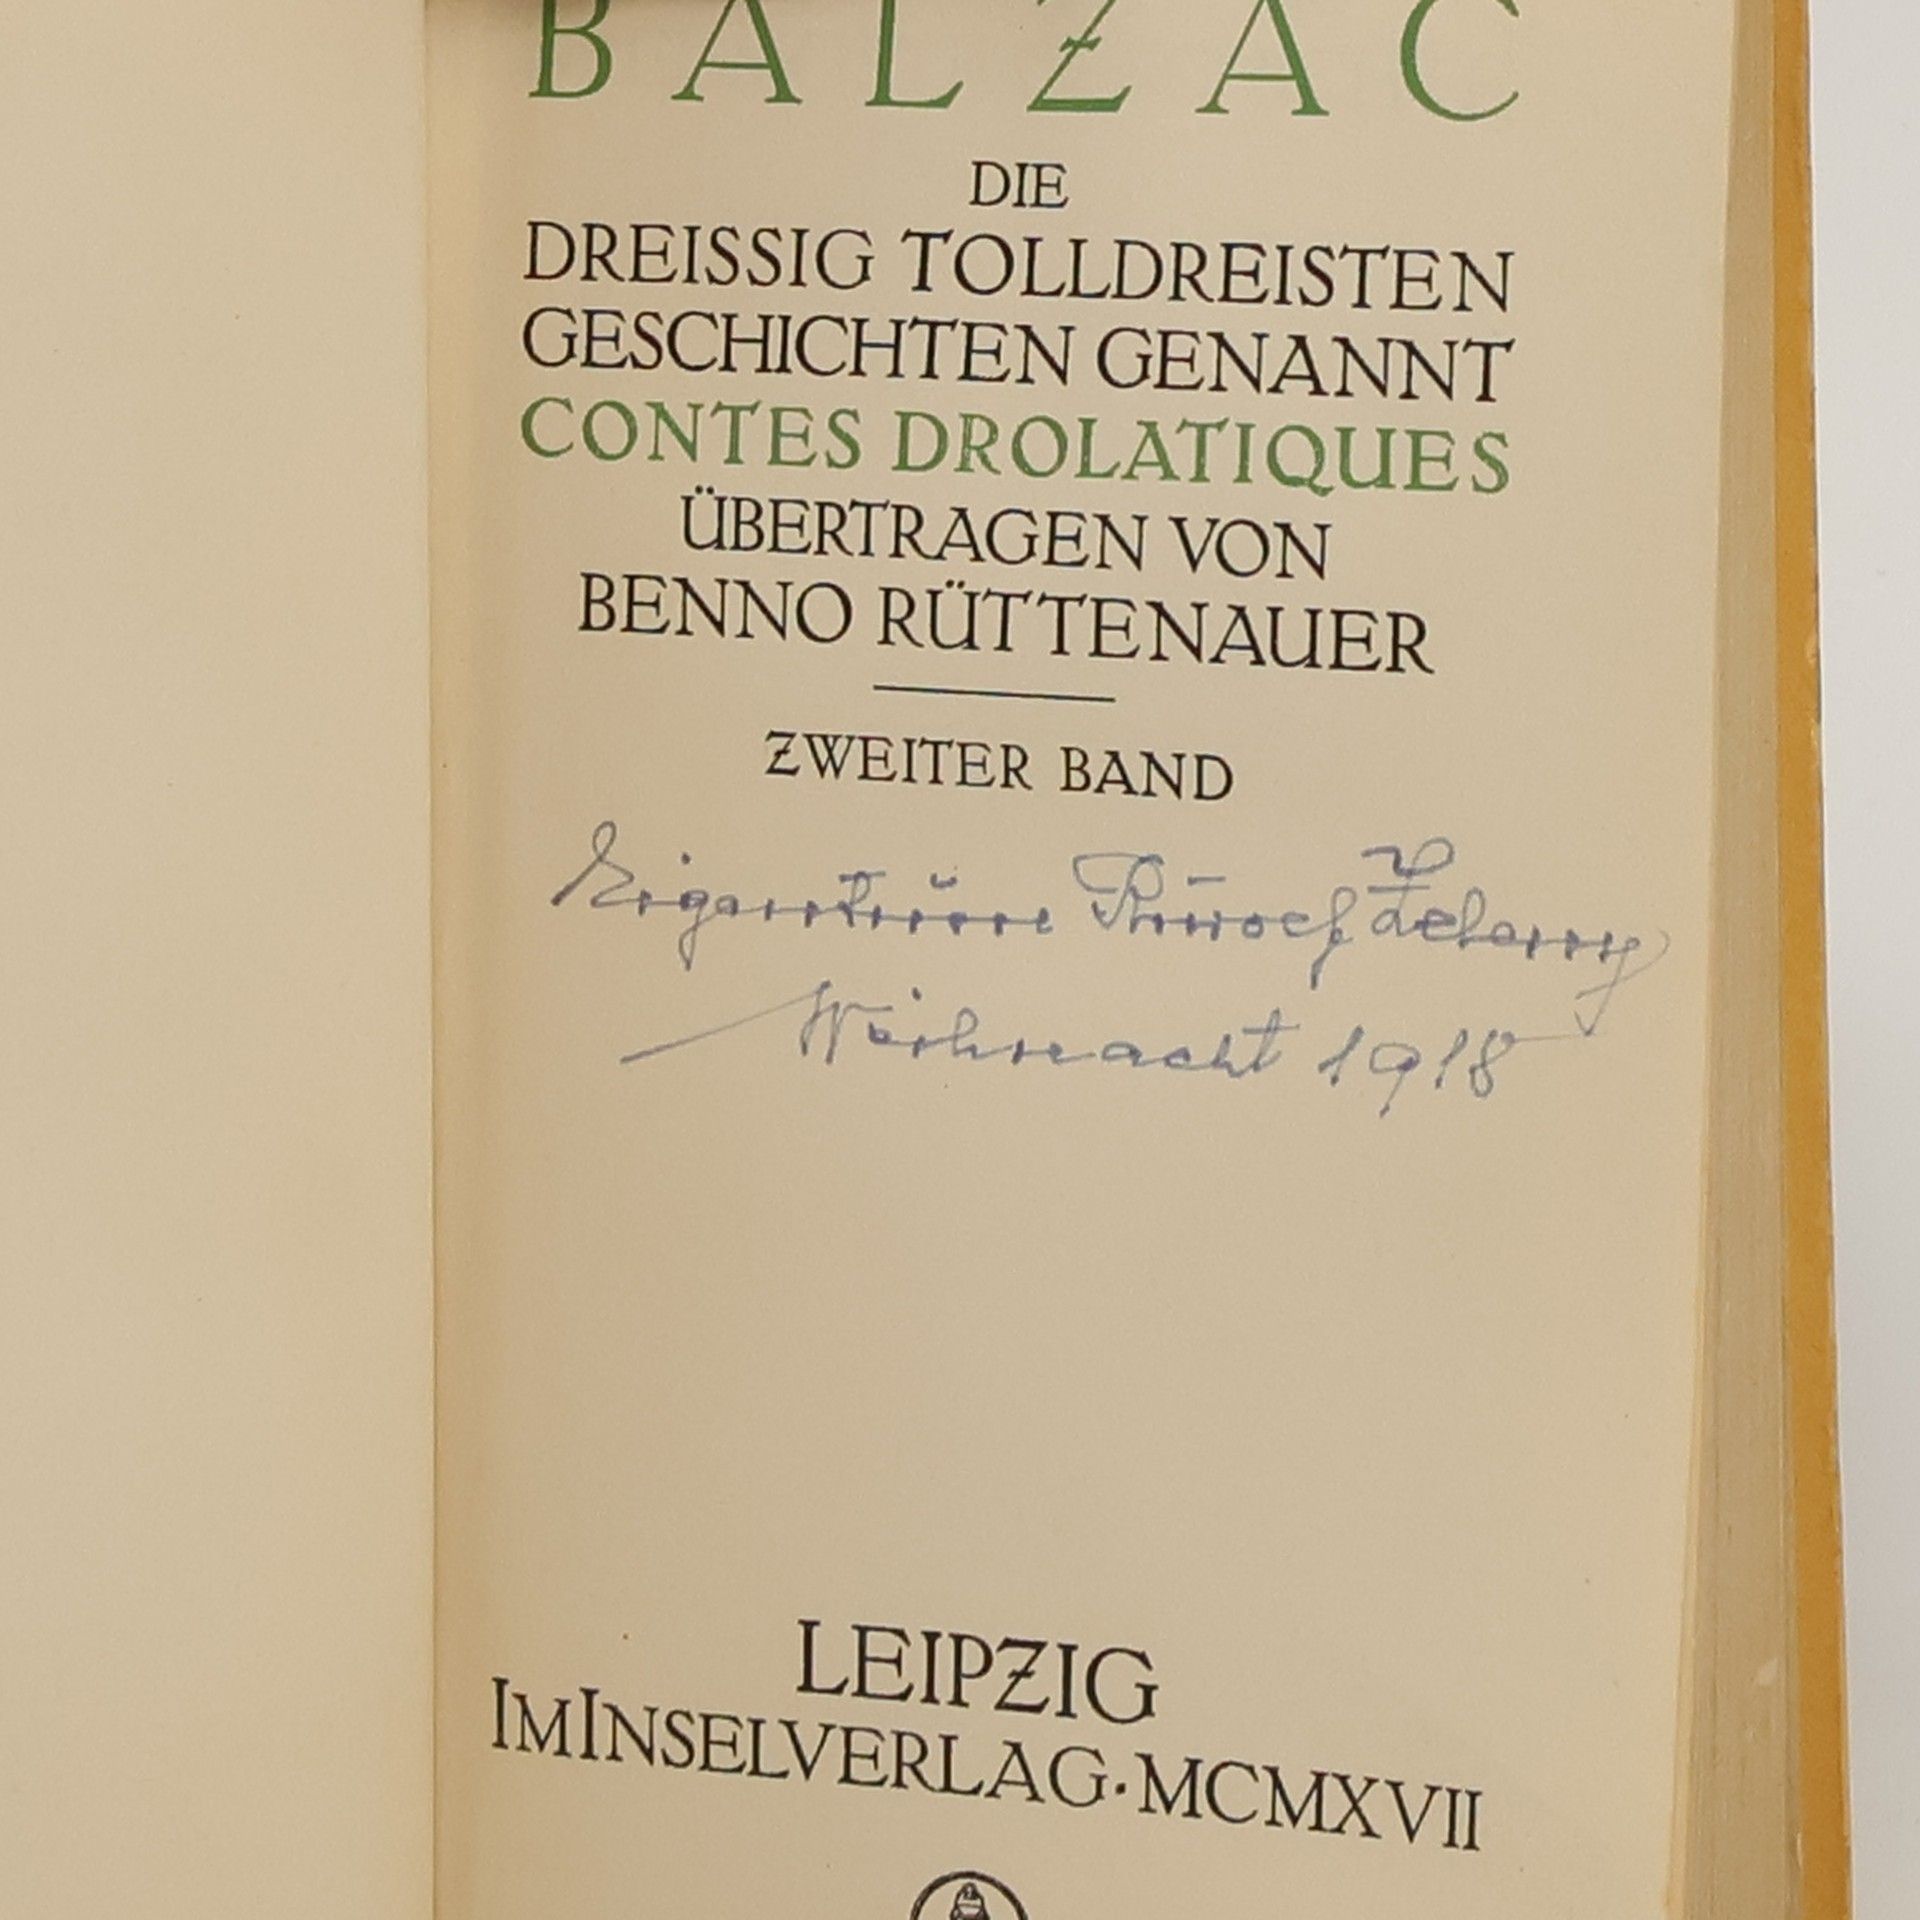 BALZAC
DIE
DREISSIG TOLLDREISTEN
GESCHICHTEN GENANNT
CONTES DROLATIQUES
ÜBERTRAGEN VON
BENNO RÜTTENAUER
ZWEITER BAND
Weihnacht 1918
LEIPZIG
IM INSELVERLAG · MCMXVII